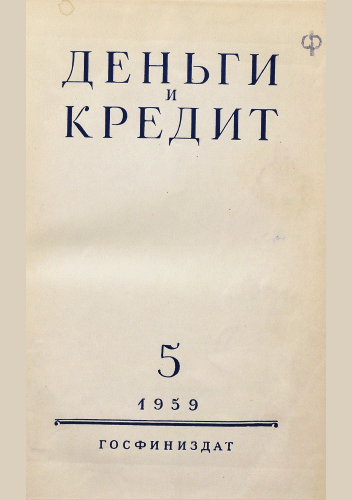 Ф
ДЕНЬГИ
И
КРЕДИТ
5
1959
ГОСФИНИЗДАТ